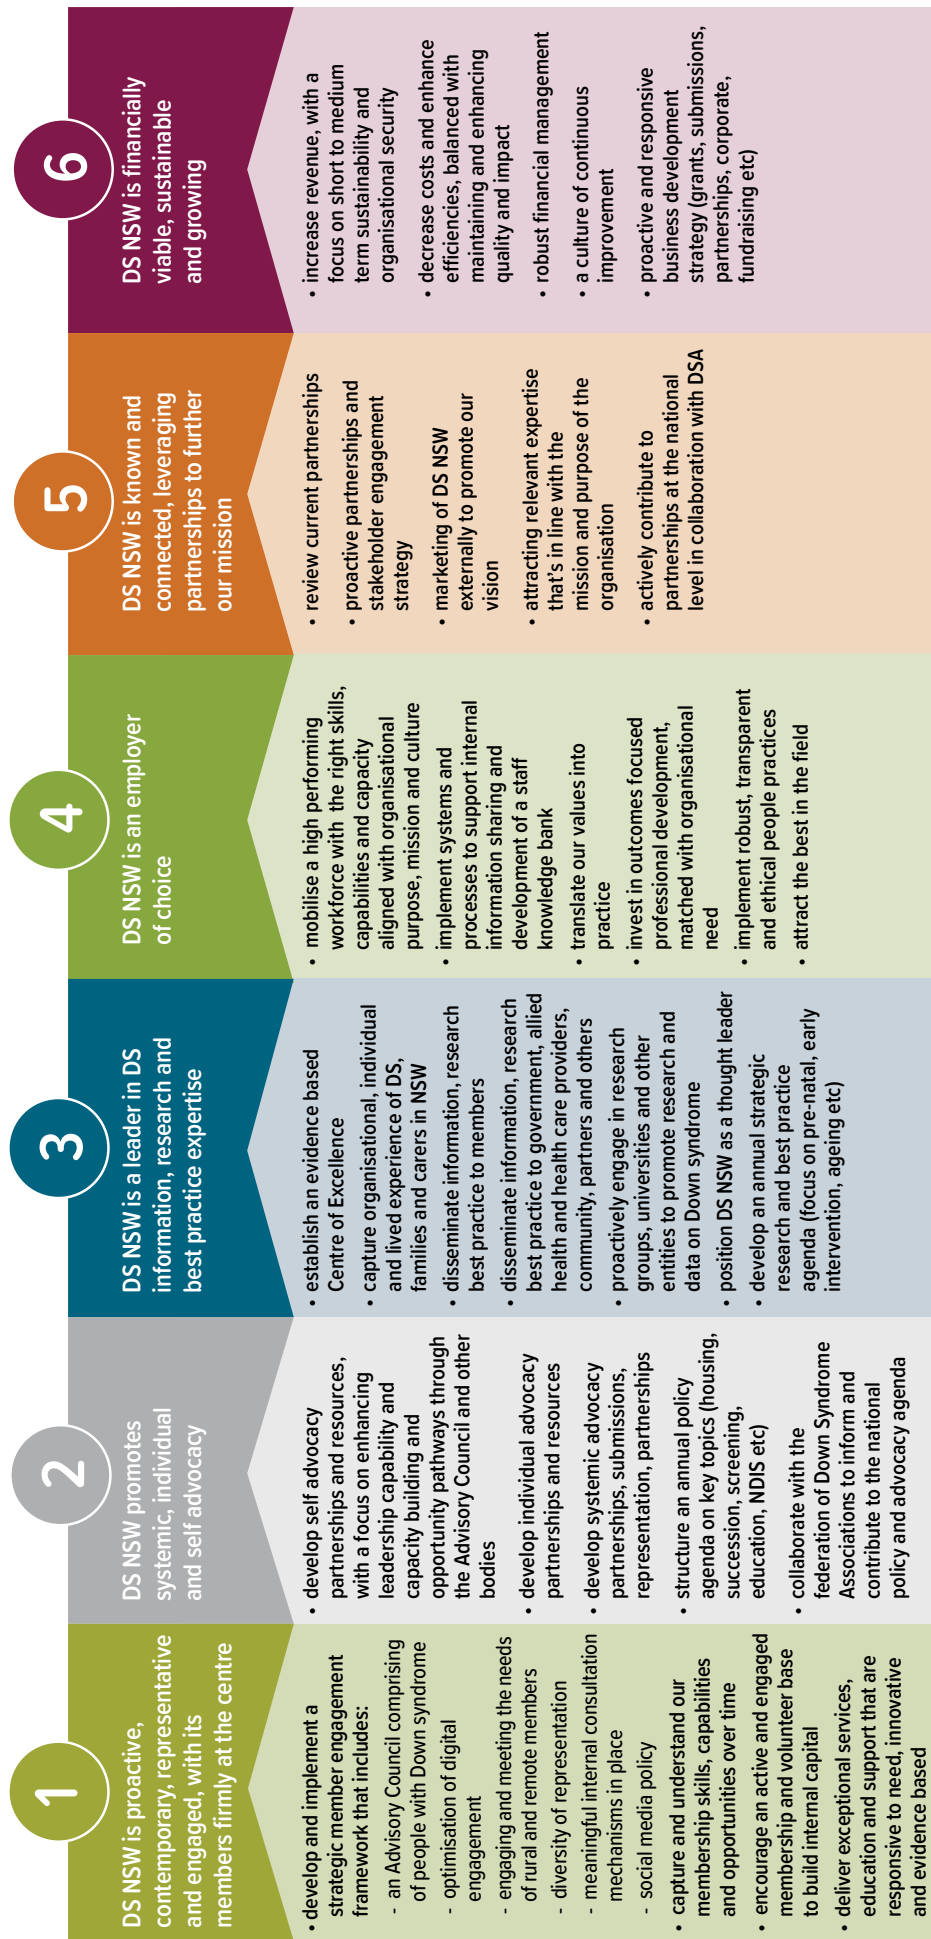 1
DS NSW is proactive,
contemporary, representative
and engaged, with its
members firmly at the centre
• develop and implement a
strategic member engagement
framework that includes:
- an Advisory Council comprising
of people with Down syndrome
- optimisation of digital
engagement
- engaging and meeting the needs
of rural and remote members
- diversity of representation
- meaningful internal consultation
mechanisms in place
- social media policy
• capture and understand our
membership skills, capabilities
and opportunities over time
• encourage an active and engaged
membership and volunteer base
to build internal capital
• deliver exceptional services,
education and support that are
responsive to need, innovative
and evidence based
2
DS NSW promotes
systemic, individual
and self advocacy
• develop self advocacy
partnerships and resources,
with a focus on enhancing
leadership capability and
capacity building and
opportunity pathways through
the Advisory Council and other
bodies
• develop individual advocacy
partnerships and resources
• develop systemic advocacy
partnerships, submissions,
representation, partnerships
• structure an annual policy
agenda on key topics (housing,
succession, screening,
education, NDIS etc)
• collaborate with the
federation of Down Syndrome
Associations to inform and
contribute to the national
policy and advocacy agenda
3
DS NSW is a leader in DS
information, research and
best practice expertise
• establish an evidence based
Centre of Excellence
• capture organisational, individual
and lived experience of DS,
families and carers in NSW
• disseminate information, research
best practice to members
• disseminate information, research
best practice to government, allied
health and health care providers,
community, partners and others
• proactively engage in research
groups, universities and other
entities to promote research and
data on Down syndrome
• position DS NSW as a thought leader
• develop an annual strategic
research and best practice
agenda (focus on pre-natal, early
intervention, ageing etc)
4
DS NSW is an employer
of choice
• mobilise a high performing
workforce with the right skills,
capabilities and capacity
aligned with organisational
purpose, mission and culture
• implement systems and
processes to support internal
information sharing and
development of a staff
knowledge bank
• translate our values into
practice
• invest in outcomes focused
professional development,
matched with organisational
need
• implement robust, transparent
and ethical people practices
• attract the best in the field
5
DS NSW is known and
connected, leveraging
partnerships to further
our mission
• review current partnerships
• proactive partnerships and
stakeholder engagement
strategy
• marketing of DS NSW
externally to promote our
vision
• attracting relevant expertise
that's in line with the
mission and purpose of the
organisation
• actively contribute to
partnerships at the national
level in collaboration with DSA
6
DS NSW is financially
viable, sustainable
and growing
• increase revenue, with a
focus on short to medium
term sustainability and
organisational security
• decrease costs and enhance
efficiencies, balanced with
maintaining and enhancing
quality and impact
• robust financial management
• a culture of continuous
improvement
• proactive and responsive
business development
strategy (grants, submissions,
partnerships, corporate,
fundraising etc)